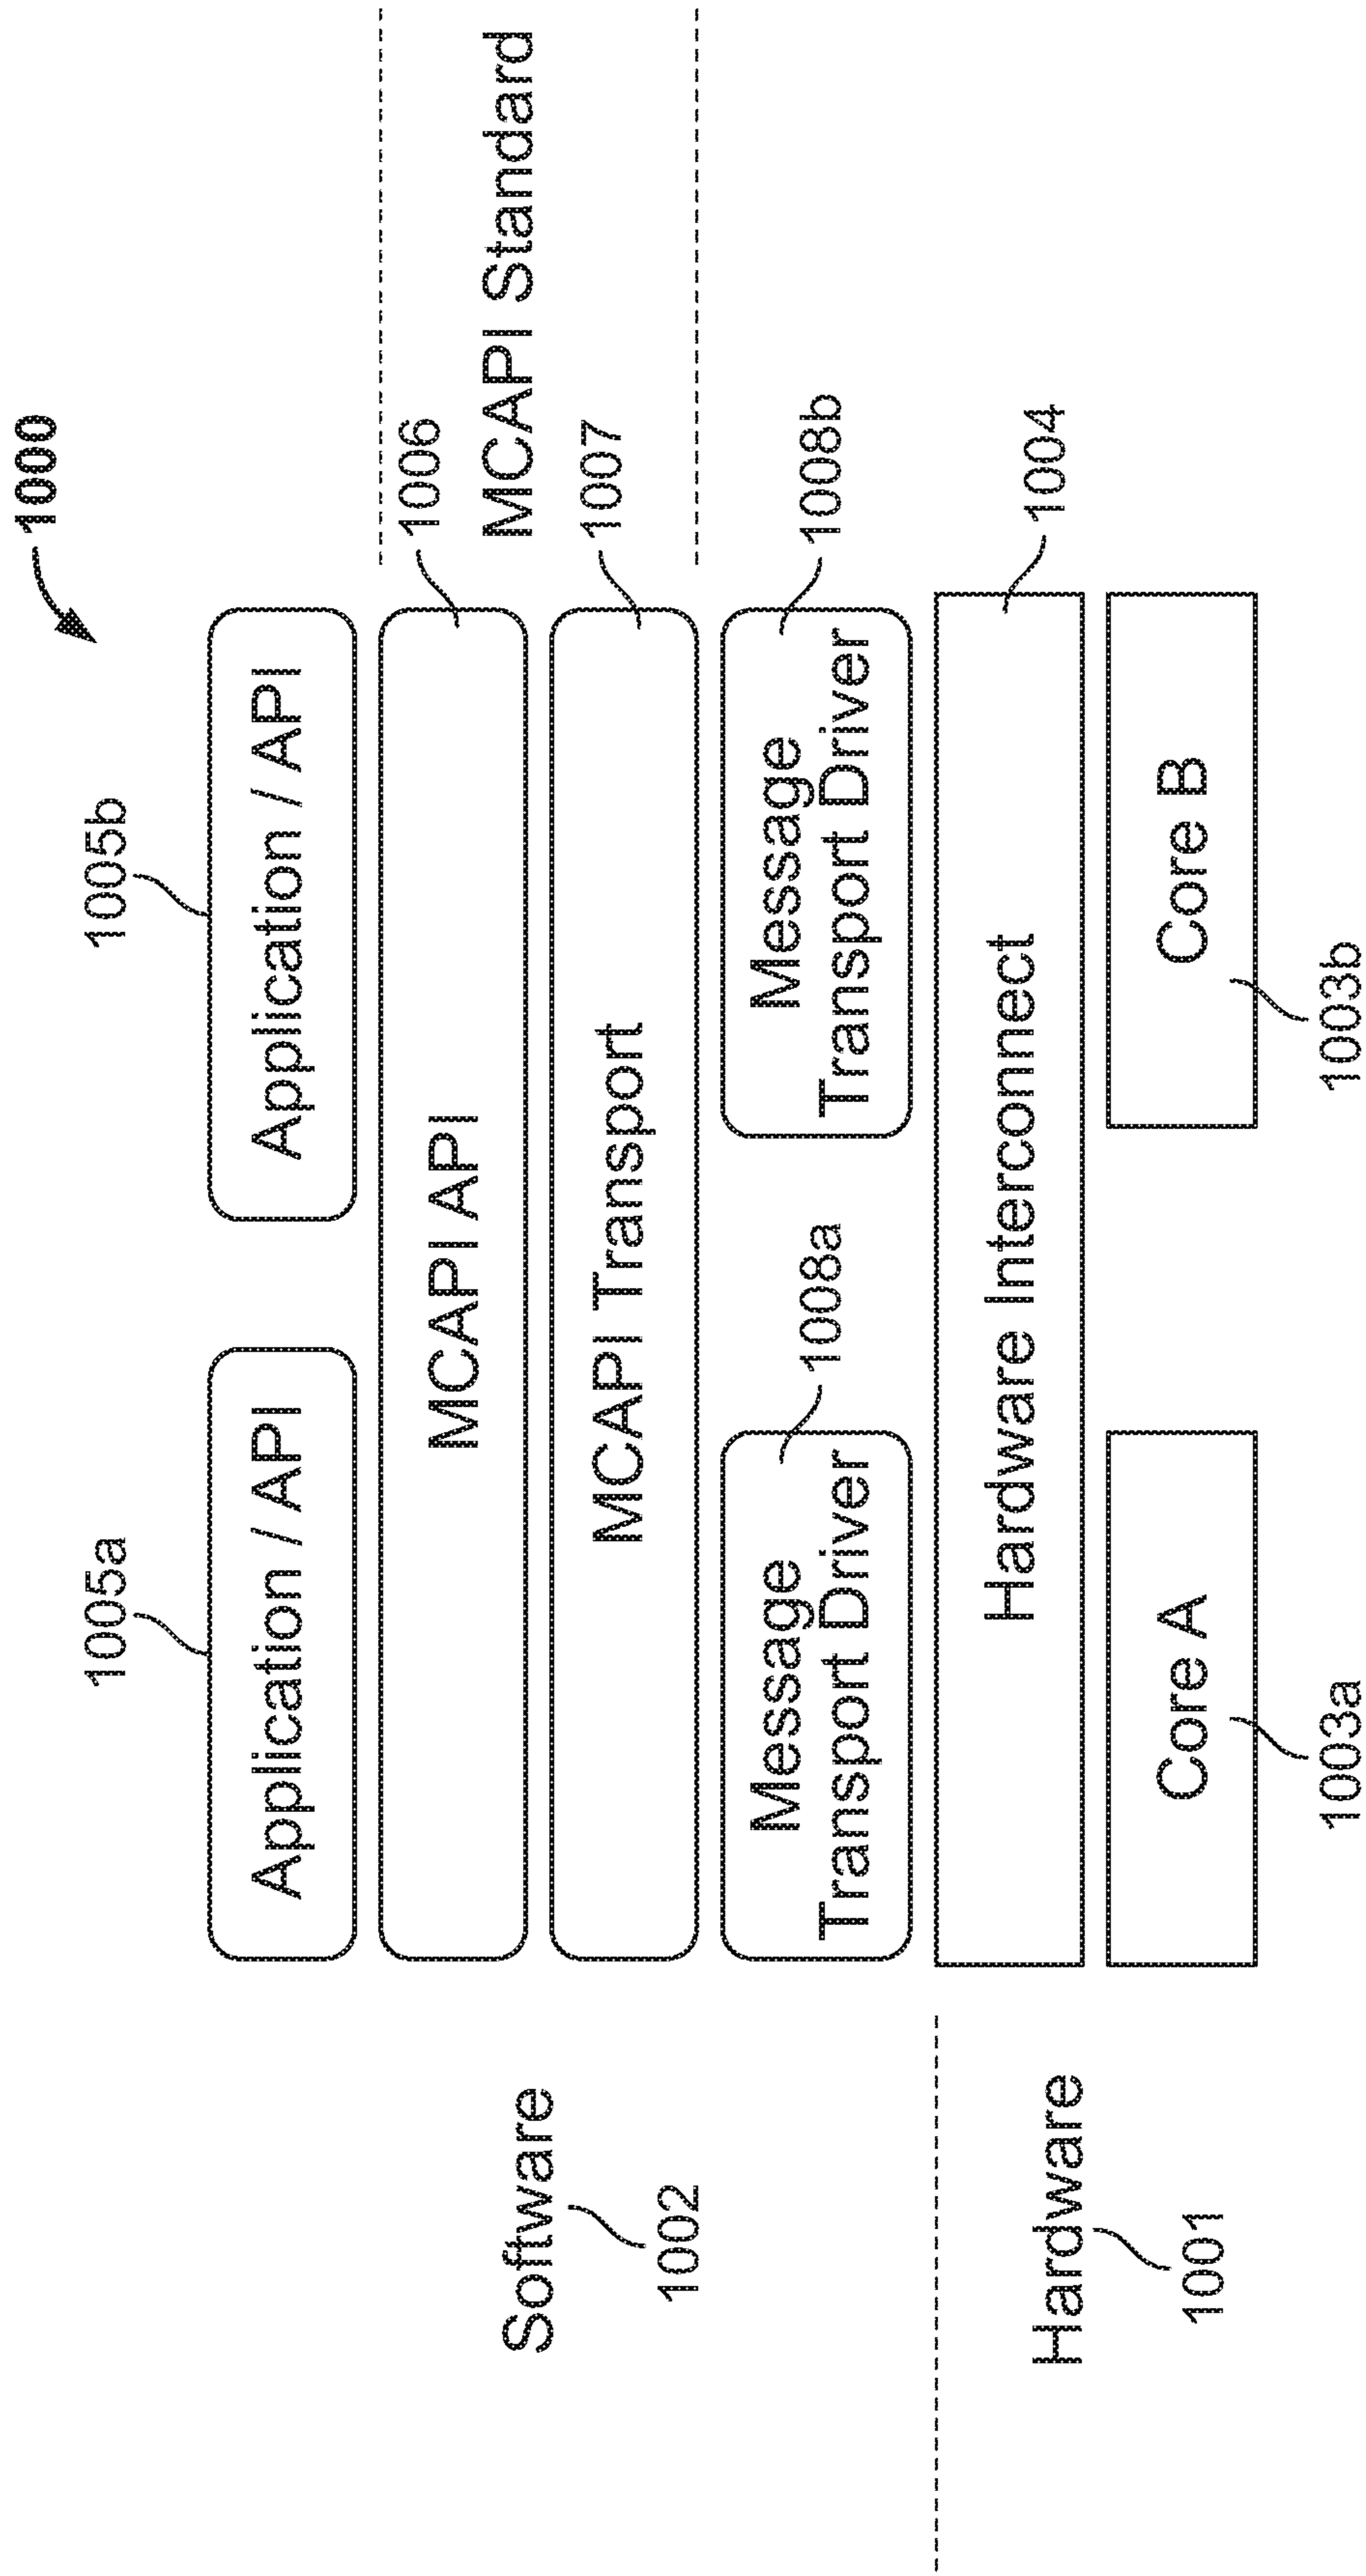 1000
1005a
1005b
Application / API
Application / API
1006
MCAPI API
MCAPI Standard
Software
1002
1007
MCAPI Transport
1008a
1008b
Message
Transport Driver
Message
Transport Driver
1004
Hardware Interconnect
Hardware
1001
Core A
Core B
1003a
1003b